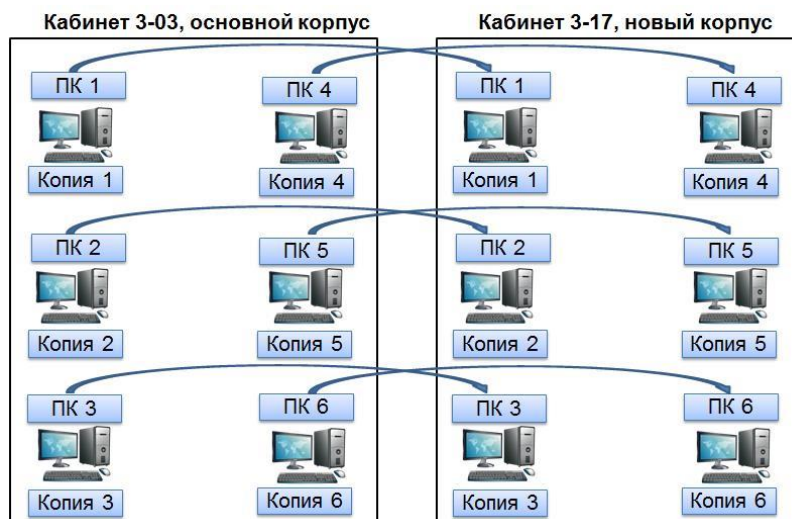 Кабинет 3-03, основной корпус
Кабинет 3-17, новый корпус
ПК 1
ПК 4
ПК 1
ПК 4
Копия 1
Копия 4
Копия 1
Копия 4
ПК 2
ПК 5
ПК 2
ПК 5
Копия 2
Копия 5
Копия 2
Копия 5
ПК 3
ПК 6
ПК 3
ПК 6
Копия 3
Копия 6
Копия 3
Копия 6